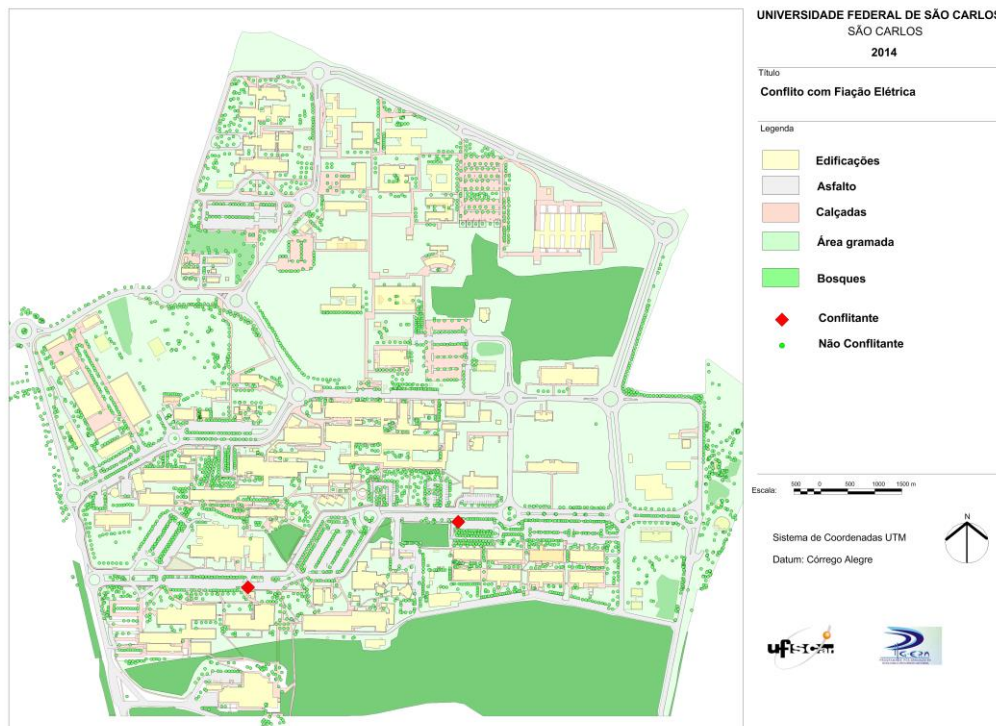 UNIVERSIDADE FEDERAL DE SÃO CARLOS
SÃO CARLOS
2014
Título
Conflito com Fiação Elétrica
Legenda
Edificações
Asfalto
Calçadas
Área gramada
Bosques
Conflitante
Não Conflitante
Escala:
500 0 500 1000 1500 m
Sistema de Coordenadas UTM
Datum: Córrego Alegre
N
ufscar